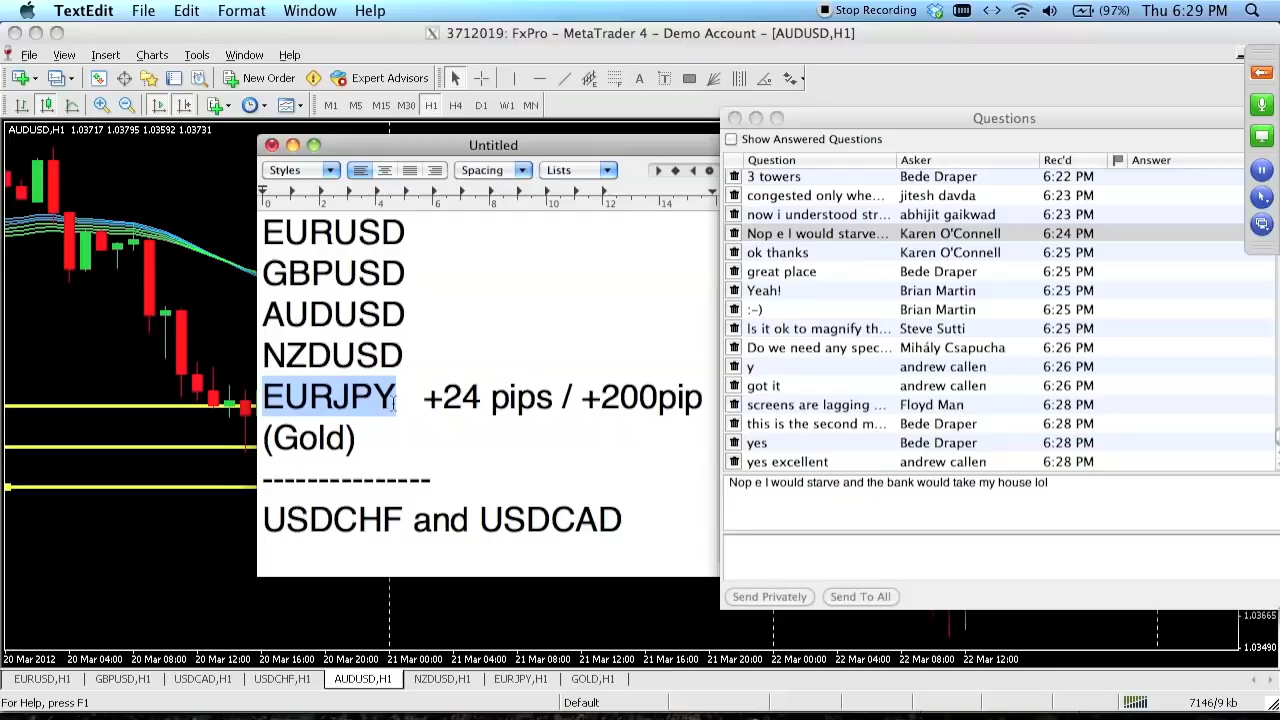 TextEdit File Edit Format Window Help Stop Recording (97%) Thu 6:29 PM
3712019: FxPro - MetaTrader 4 - Demo Account - [AUDUSD,H1]
File View Insert Charts Tools Window Help
New Order Expert Advisors A T
M1 M5 M15 M30 H1 H4 D1 W1 MN
AUDUSD,H1 1.03717 1.03795 1.03592 1.03731
Untitled
Styles Spacing Lists
0 2 4 6 8 10 12 14
EURUSD
GBPUSD
AUDUSD
NZDUSD
EURJPY +24 pips / +200pip
(Gold)
---------------
USDCHF and USDCAD
Questions
Show Answered Questions
Question Asker Rec'd Answer
3 towers Bede Draper 6:22 PM
congested only whe... jitesh davda 6:23 PM
now i understood str... abhijit gaikwad 6:23 PM
Nop e I would starve... Karen O'Connell 6:24 PM
ok thanks Karen O'Connell 6:25 PM
great place Bede Draper 6:25 PM
Yeah! Brian Martin 6:25 PM
:-) Brian Martin 6:25 PM
Is it ok to magnify th... Steve Sutti 6:25 PM
Do we need any spec... Mihály Csapucha 6:26 PM
y andrew callen 6:27 PM
got it andrew callen 6:27 PM
screens are lagging ... Floyd Man 6:28 PM
this is the second m... Bede Draper 6:28 PM
yes Bede Draper 6:28 PM
yes excellent andrew callen 6:28 PM
Nop e I would starve and the bank would take my house lol
Send Privately Send To All
1.03665
1.03490
20 Mar 2012 20 Mar 04:00 20 Mar 08:00 20 Mar 12:00 20 Mar 16:00 20 Mar 20:00 21 Mar 00:00 21 Mar 04:00 21 Mar 08:00 21 Mar 12:00 21 Mar 16:00 21 Mar 20:00 22 Mar 00:00 22 Mar 04:00 22 Mar 08:00 22 Mar 12:00
EURUSD,H1 GBPUSD,H1 USDCAD,H1 USDCHF,H1 AUDUSD,H1 NZDUSD,H1 EURJPY,H1 GOLD,H1
For Help, press F1 Default 7146/9 kb